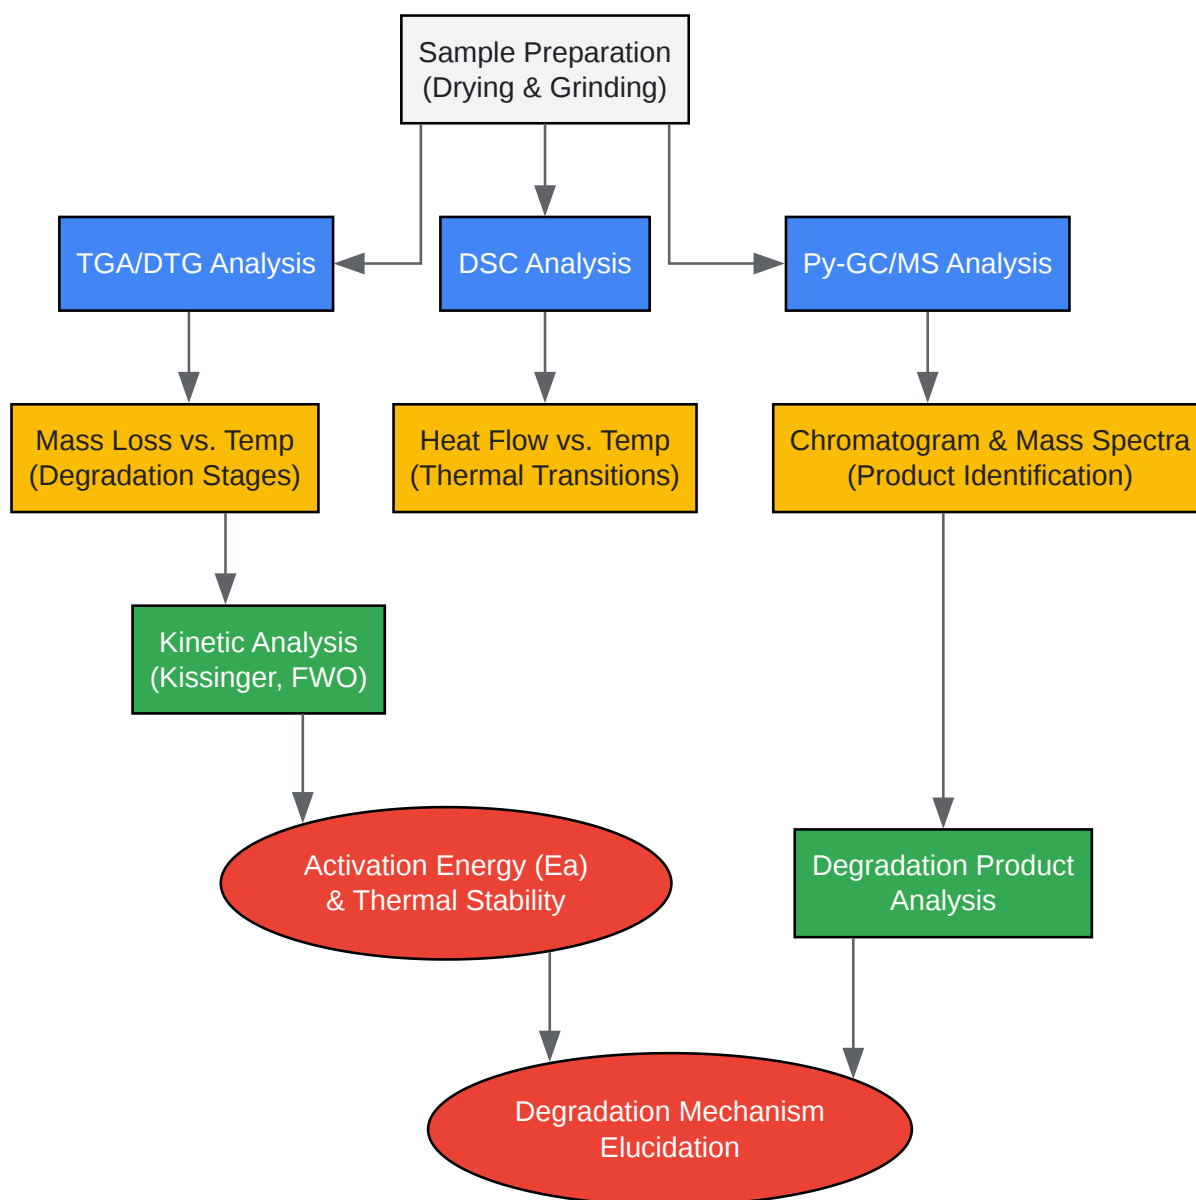 Sample Preparation
(Drying & Grinding)
TGA/DTG Analysis
DSC Analysis
Py-GC/MS Analysis
Mass Loss vs. Temp
(Degradation Stages)
Heat Flow vs. Temp
(Thermal Transitions)
Chromatogram & Mass Spectra
(Product Identification)
Kinetic Analysis
(Kissinger, FWO)
Activation Energy (Ea)
& Thermal Stability
Degradation Product
Analysis
Degradation Mechanism
Elucidation